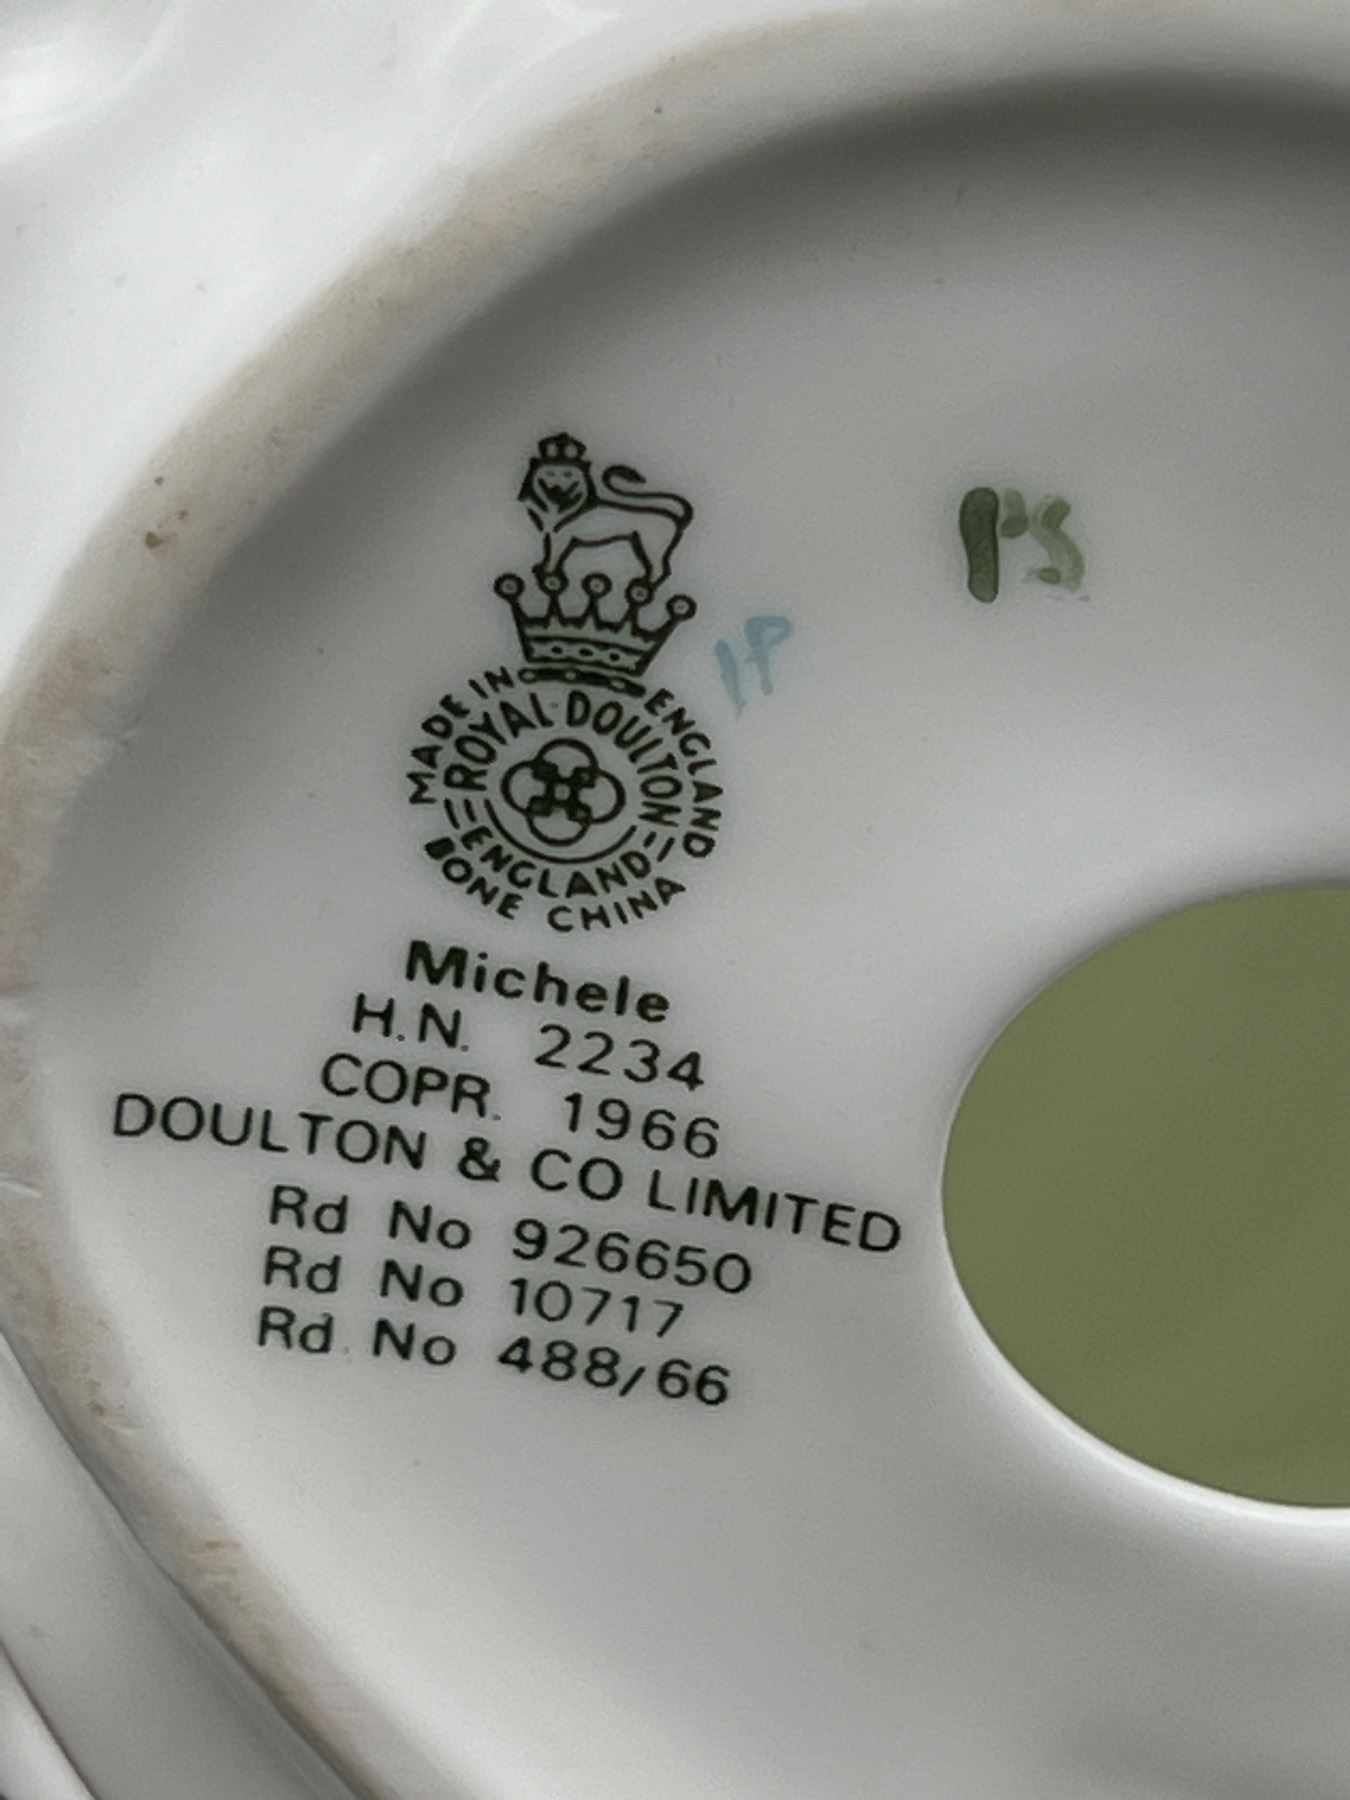 MADE IN ENGLAND
ROYAL DOULTON
ENGLAND
BONE CHINA
PS
Michele
H.N. 2234
COPR. 1966
DOULTON & CO LIMITED
Rd No 926650
Rd No 10717
Rd. No 488/66